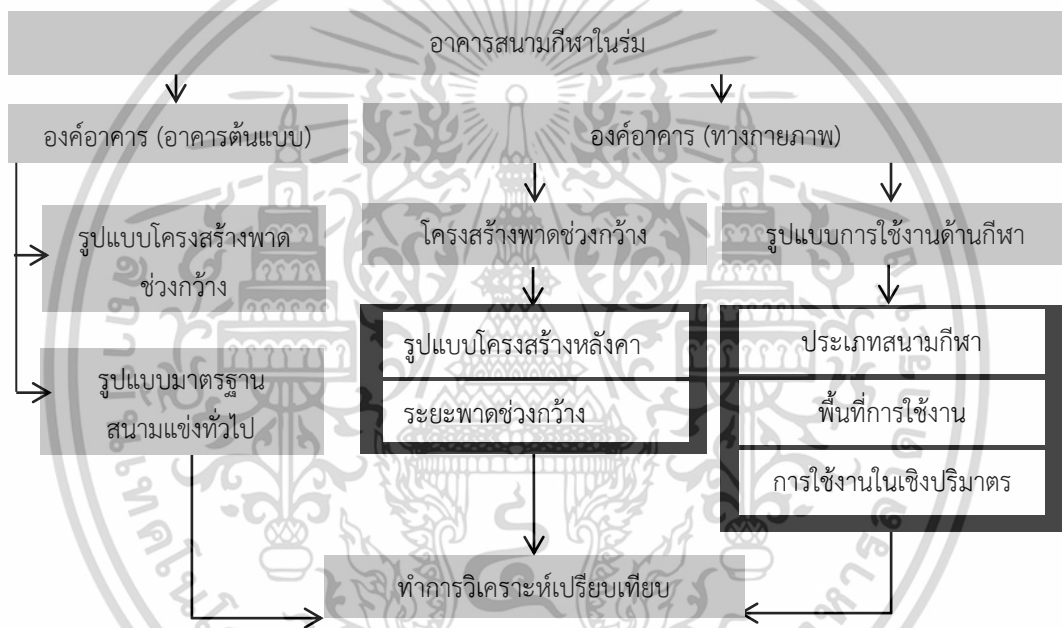 อาคารสนามกีฬาในร่ม
องค์อาคาร (อาคารต้นแบบ)
องค์อาคาร (ทางกายภาพ)
รูปแบบโครงสร้างพาด
ช่วงกว้าง
โครงสร้างพาดช่วงกว้าง
รูปแบบการใช้งานด้านกีฬา
รูปแบบโครงสร้างหลังคา
ระยะพาดช่วงกว้าง
ประเภทสนามกีฬา
พื้นที่การใช้งาน
การใช้งานในเชิงปริมาตร
รูปแบบมาตรฐาน
สนามแข่งทั่วไป
ทำการวิเคราะห์เปรียบเทียบ